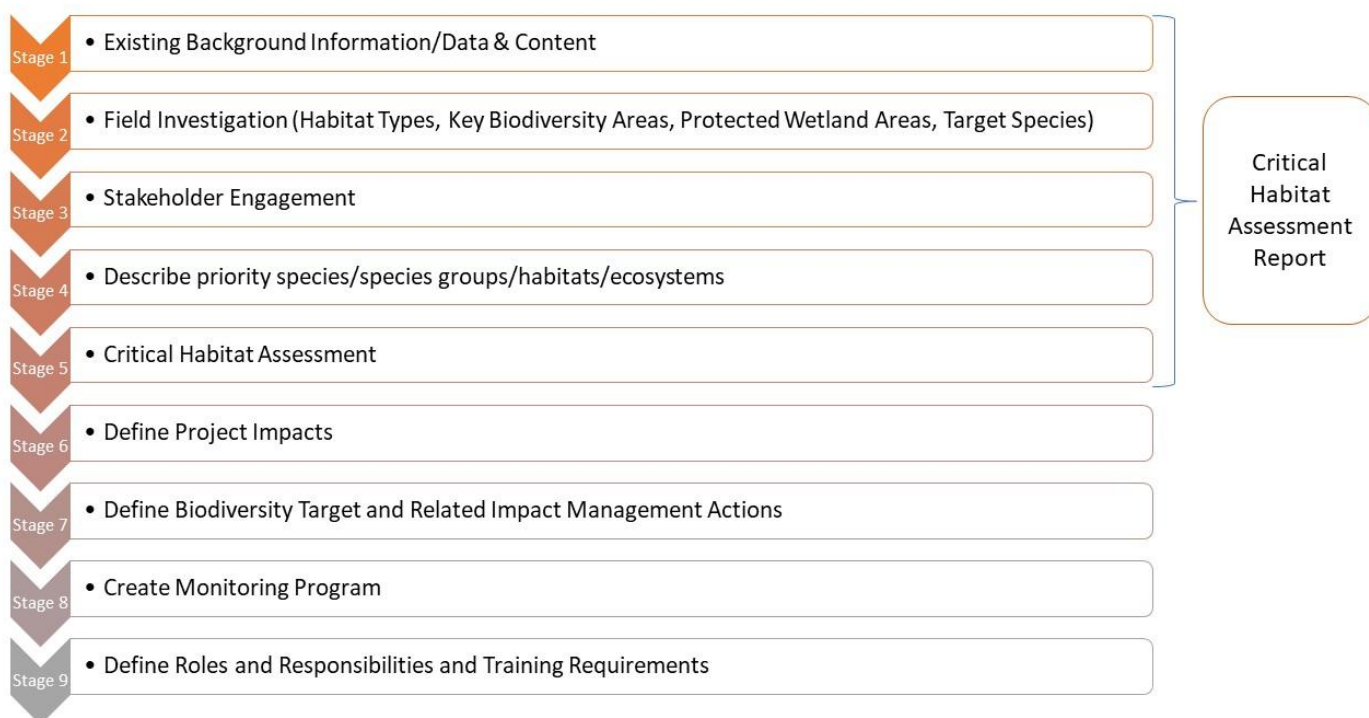 Stage 1
• Existing Background Information/Data & Content
Stage 2
• Field Investigation (Habitat Types, Key Biodiversity Areas, Protected Wetland Areas, Target Species)
Stage 3
• Stakeholder Engagement
Stage 4
• Describe priority species/species groups/habitats/ecosystems
Stage 5
• Critical Habitat Assessment
Critical
Habitat
Assessment
Report
Stage 6
• Define Project Impacts
Stage 7
• Define Biodiversity Target and Related Impact Management Actions
Stage 8
• Create Monitoring Program
Stage 9
• Define Roles and Responsibilities and Training Requirements